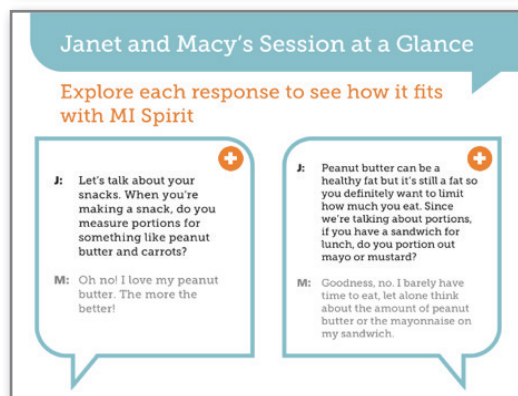 Janet and Macy's Session at a Glance
Explore each response to see how it fits
with MI Spirit
J: Let's talk about your
snacks. When you're
making a snack, do you
measure portions for
something like peanut
butter and carrots?
M: Oh no! I love my peanut
butter. The more the
better!
J: Peanut butter can be a
healthy fat but it's still a fat so
you definitely want to limit
how much you eat. Since
we're talking about portions,
if you have a sandwich for
lunch, do you portion out
mayo or mustard?
M: Goodness, no. I barely have
time to eat, let alone think
about the amount of peanut
butter or the mayonnaise on
my sandwich.